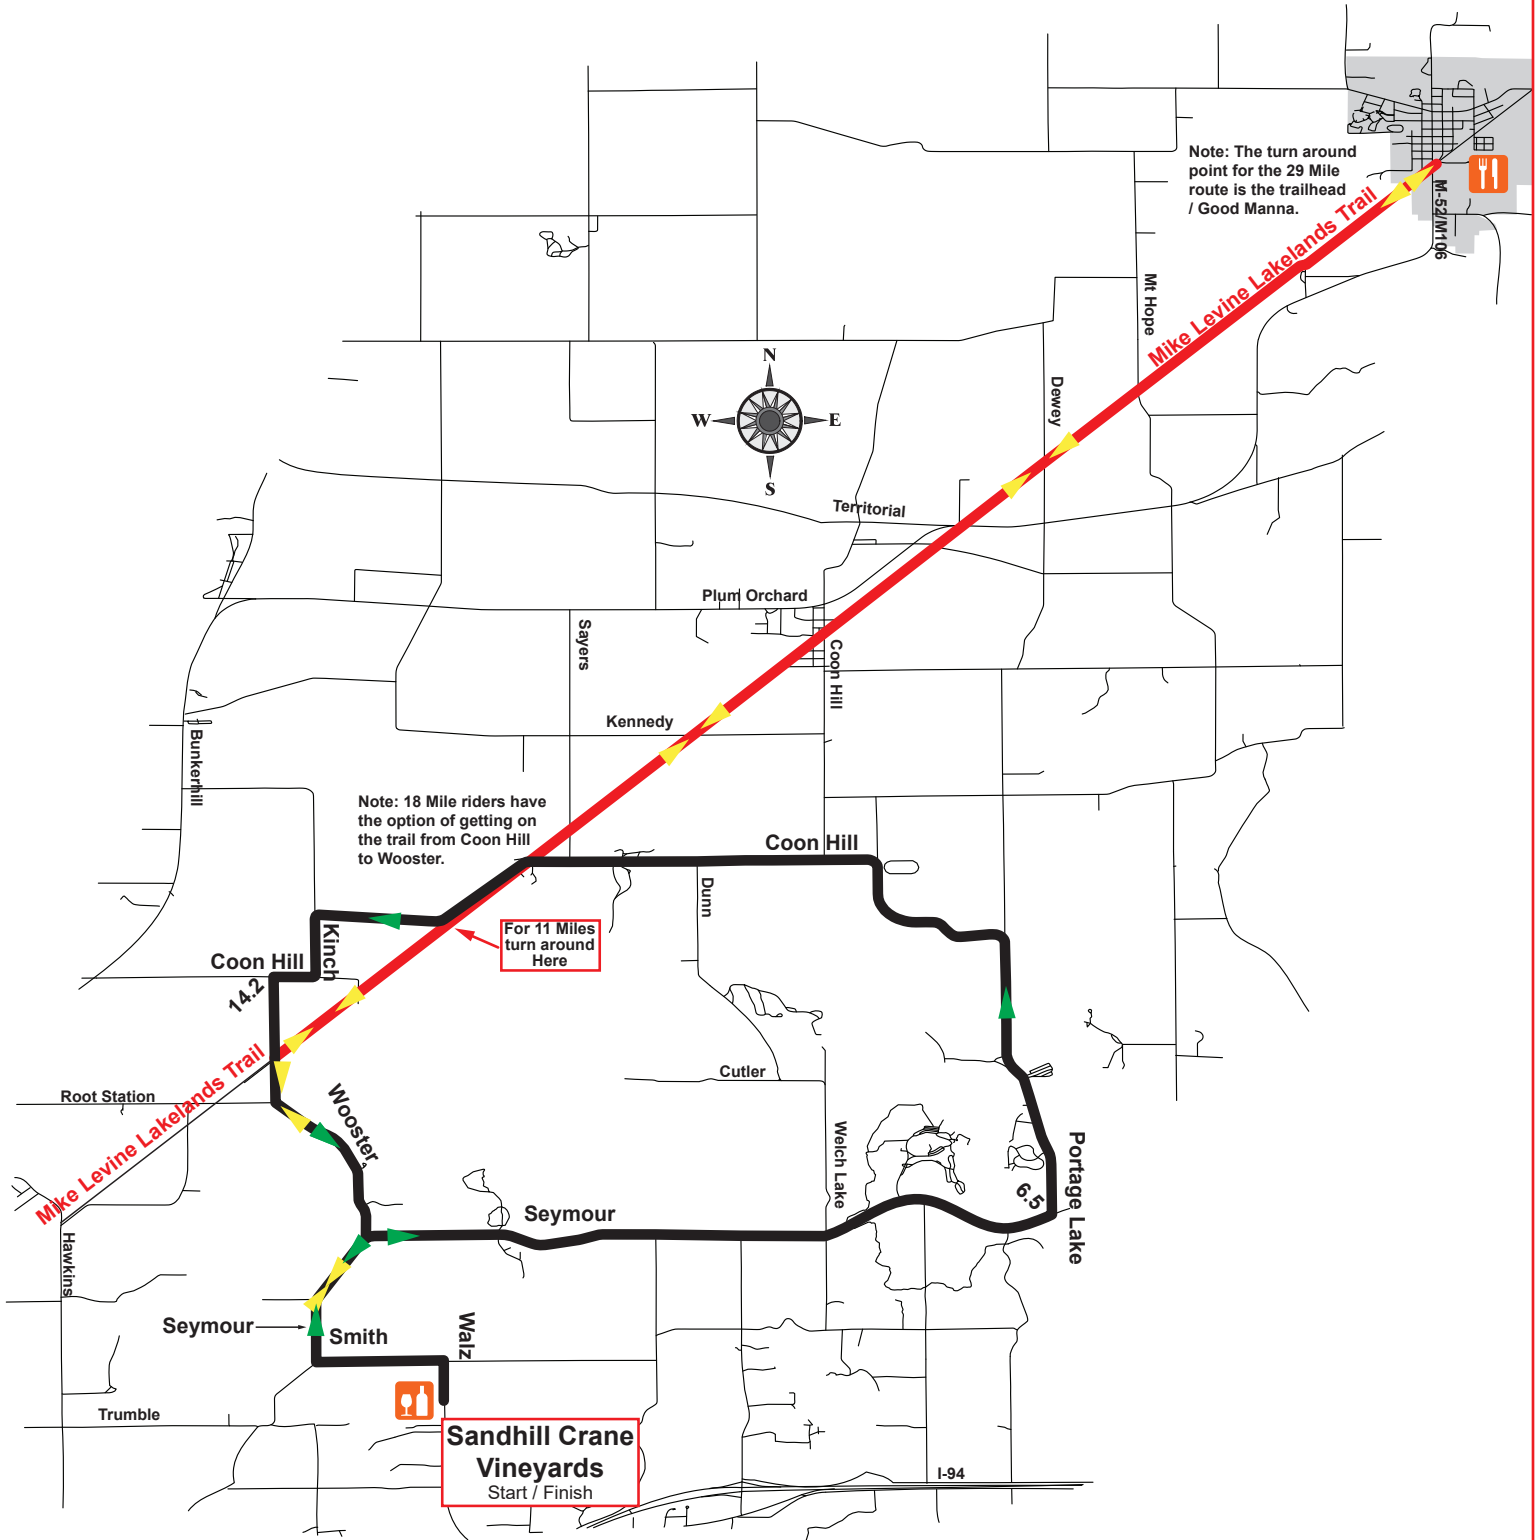 Note: The turn around
point for the 29 Mile
route is the trailhead
/ Good Manna.
M-52/M106
Mike Levine Lakelands Trail
Mt Hope
N
W
E
S
Dewey
Territorial
Plum Orchard
Sayers
Coon Hill
Kennedy
Bunkerhill
Note: 18 Mile riders have
the option of getting on
the trail from Coon Hill
to Wooster.
Coon Hill
Dunn
For 11 Miles
turn around
Here
Kinch
Coon Hill
14.2
Mike Levine Lakelands Trail
Root Station
Cutler
Wooster
Welch Lake
Portage Lake
6.5
Seymour
Hawkins
Seymour
Smith
Walz
Trumble
Sandhill Crane
Vineyards
Start / Finish
I-94